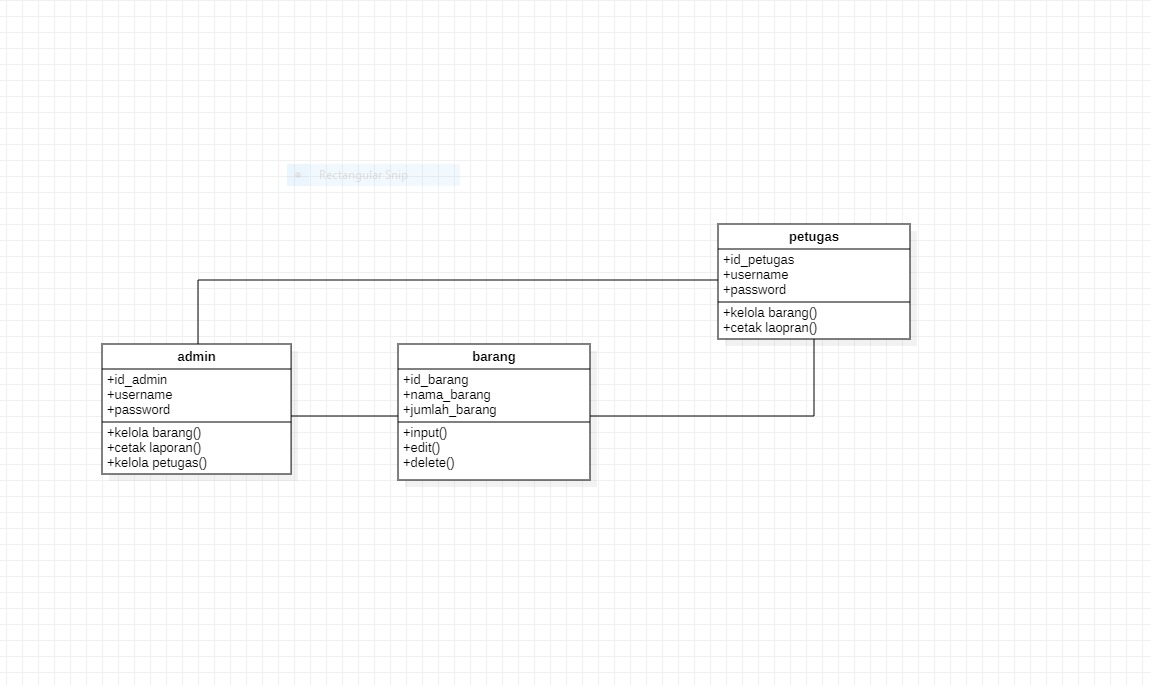 Rectangular Snip
petugas
+id_petugas
+username
+password
+kelola barang()
+cetak laopran()
admin
+id_admin
+username
+password
+kelola barang()
+cetak laporan()
+kelola petugas()
barang
+id_barang
+nama_barang
+jumlah_barang
+input()
+edit()
+delete()